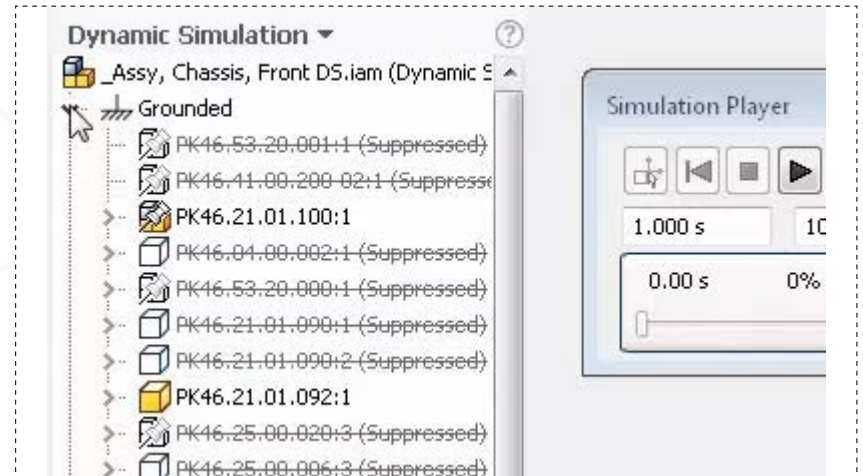 Dynamic Simulation
?
_Assy, Chassis, Front DS.iam (Dynamic S
Grounded
PK46.53.20.001:1 (Suppressed)
PK46.41.00.200-02:1 (Suppresse
PK46.21.01.100:1
PK46.04.00.002:1 (Suppressed)
PK46.53.20.000:1 (Suppressed)
PK46.21.01.090:1 (Suppressed)
PK46.21.01.090:2 (Suppressed)
PK46.21.01.092:1
PK46.25.00.020:3 (Suppressed)
PK46.25.00.006:3 (Suppressed)
Simulation Player
1.000 s 10
0.00 s 0%